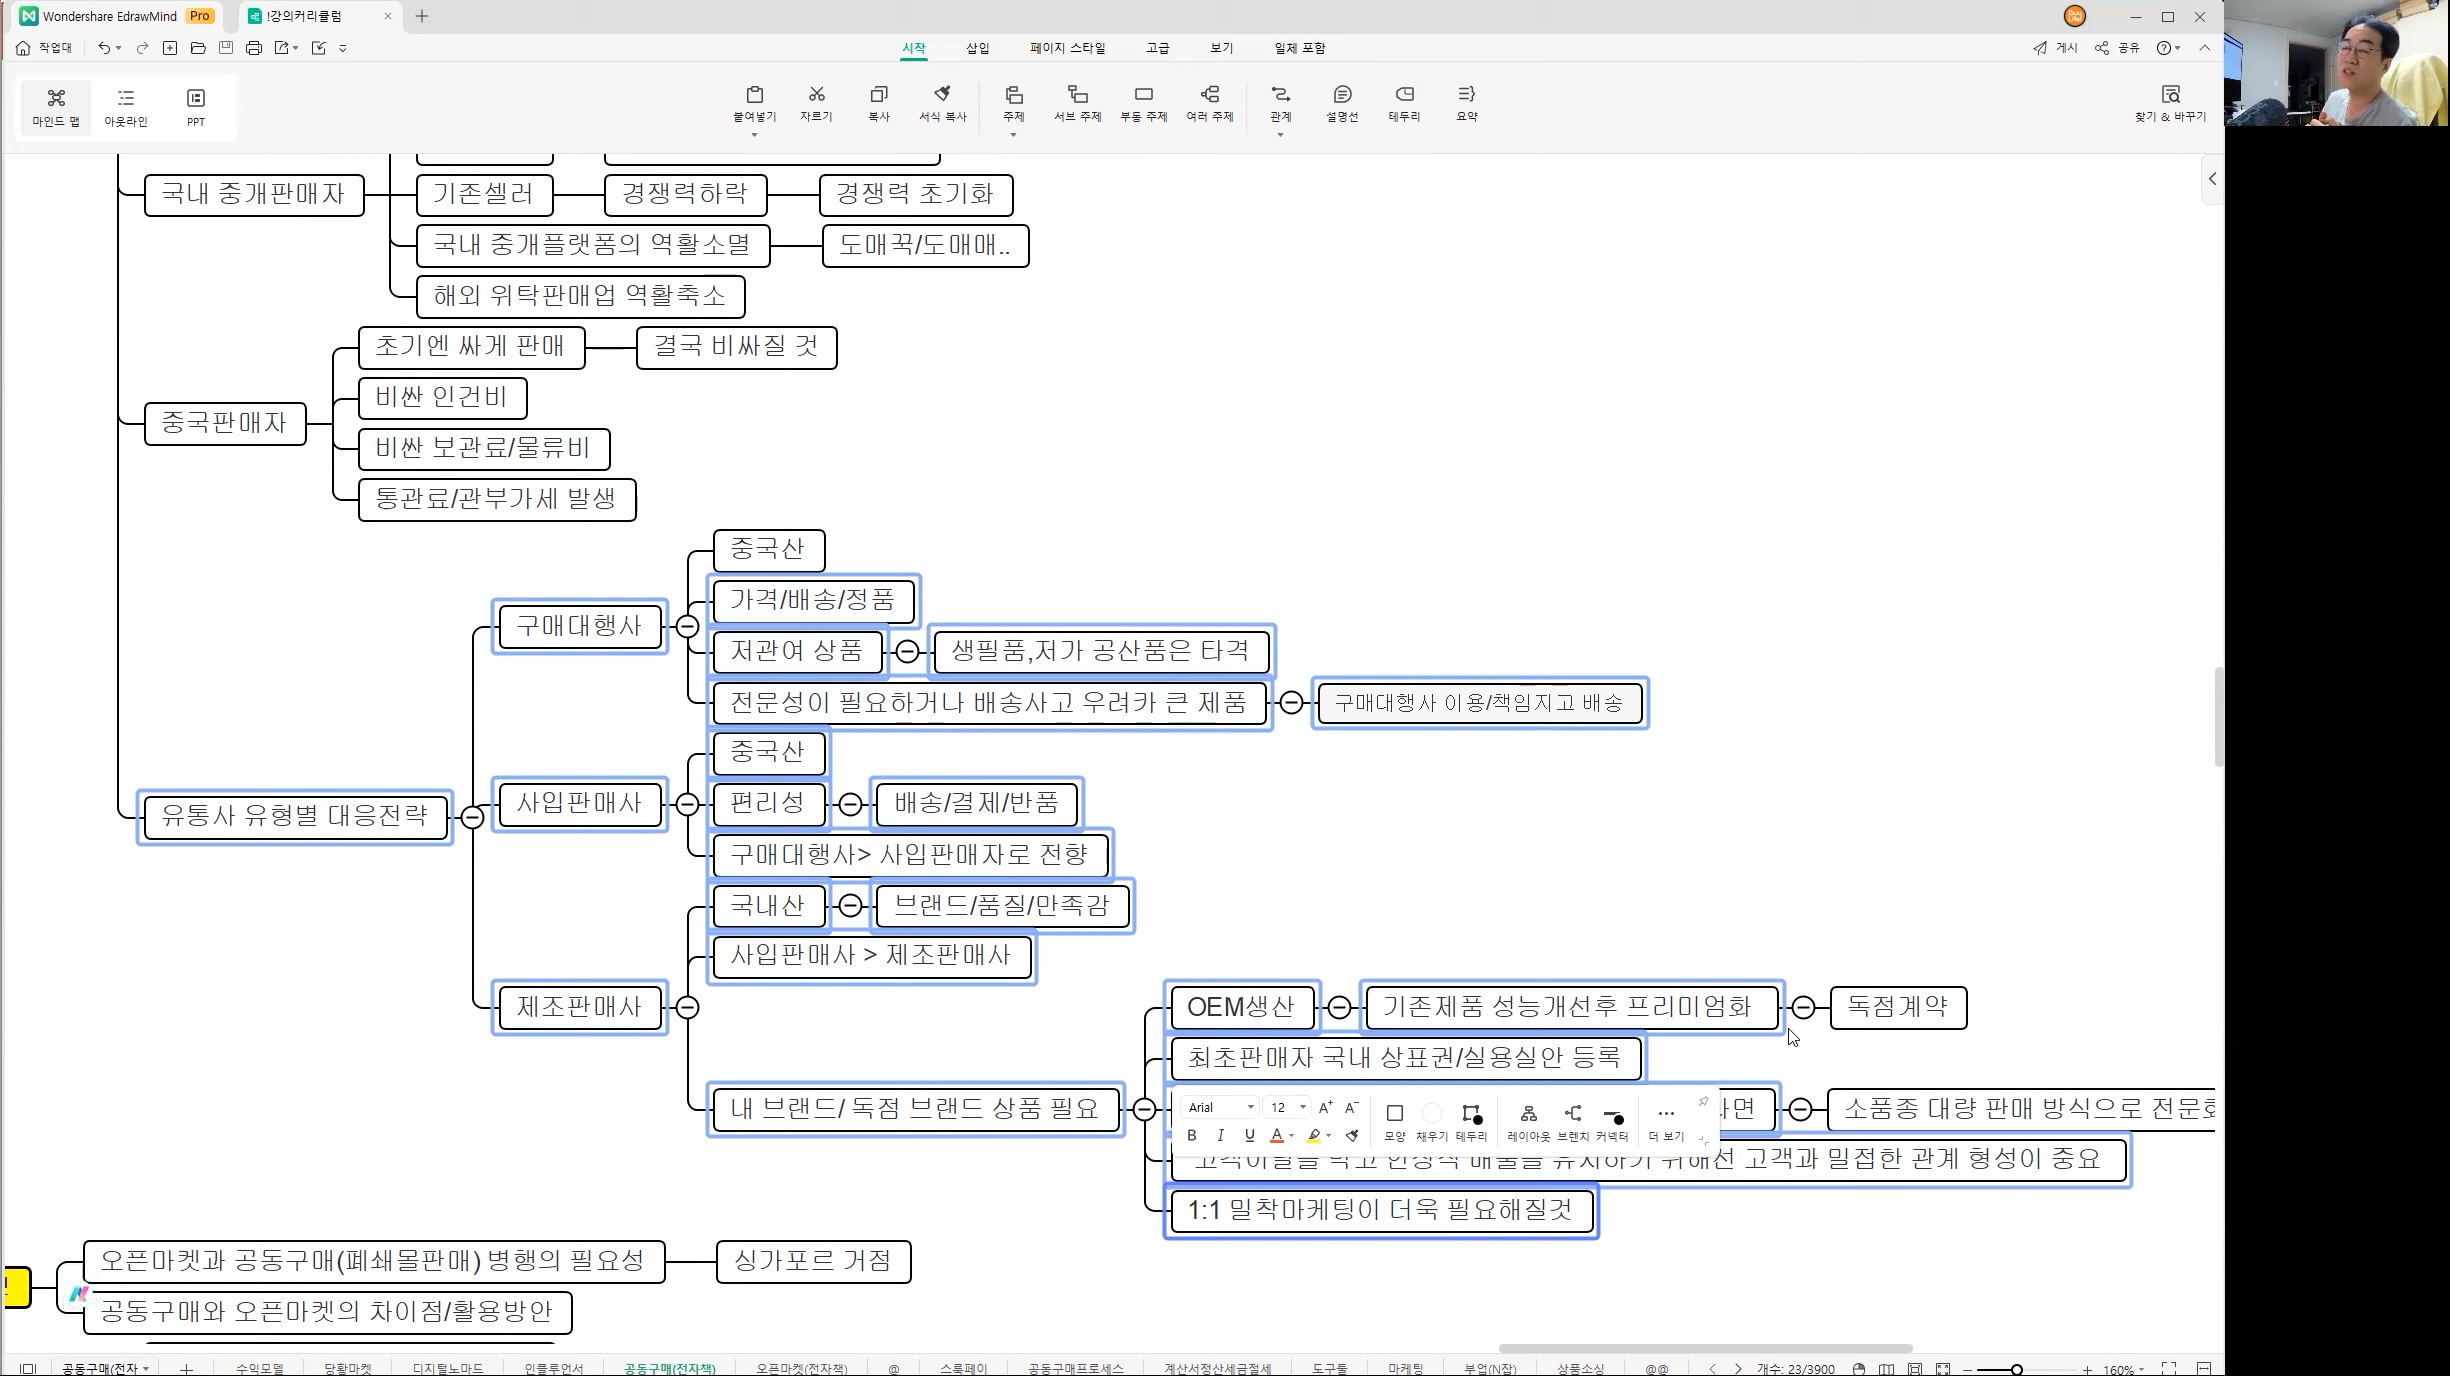 Wondershare EdrawMind Pro
!강의커리큘럼
작업대
시작
삽입
페이지 스타일
고급
보기
일체 포함
게시
공유
마인드 맵
아웃라인
PPT
붙여넣기
자르기
복사
서식 복사
주제
서브 주제
부동 주제
여러 주제
관계
설명선
테두리
요약
찾기 & 바꾸기
국내 중개판매자
기존셀러
경쟁력하락
경쟁력 초기화
국내 중개플랫폼의 역활소멸
도매꾹/도매매..
해외 위탁판매업 역활축소
중국판매자
초기엔 싸게 판매
결국 비싸질 것
비싼 인건비
비싼 보관료/물류비
통관료/관부가세 발생
유통사 유형별 대응전략
구매대행사
중국산
가격/배송/정품
저관여 상품
생필품,저가 공산품은 타격
전문성이 필요하거나 배송사고 우려카 큰 제품
구매대행사 이용/책임지고 배송
사입판매사
중국산
편리성
배송/결제/반품
구매대행사> 사입판매자로 전향
제조판매사
국내산
브랜드/품질/만족감
사입판매사 > 제조판매사
내 브랜드/ 독점 브랜드 상품 필요
OEM생산
기존제품 성능개선후 프리미엄화
독점계약
최초판매자 국내 상표권/실용실안 등록
소품종 대량 판매 방식으로 전문
고객이탈을 막고 안정적 매출을 유지하기 위해선 고객과 밀접한 관계 형성이 중요
1:1 밀착마케팅이 더욱 필요해질것
Arial
12
A+ A-
B I U A
모양
채우기
테두리
레이아웃
브렌치
커넥터
더 보기
오픈마켓과 공동구매(폐쇄몰판매) 병행의 필요성
싱가포르 거점
공동구매와 오픈마켓의 차이점/활용방안
공동구매(전자
수익모델
당황마켓
디지털노마드
인플루언서
공동구매(전자책)
오픈마켓(전자책)
@
스룩페이
공동구매프로세스
계산서정산세금절세
도구툴
마케팅
부업(N잡)
상품소싱
@@
개수: 23/3900
160%